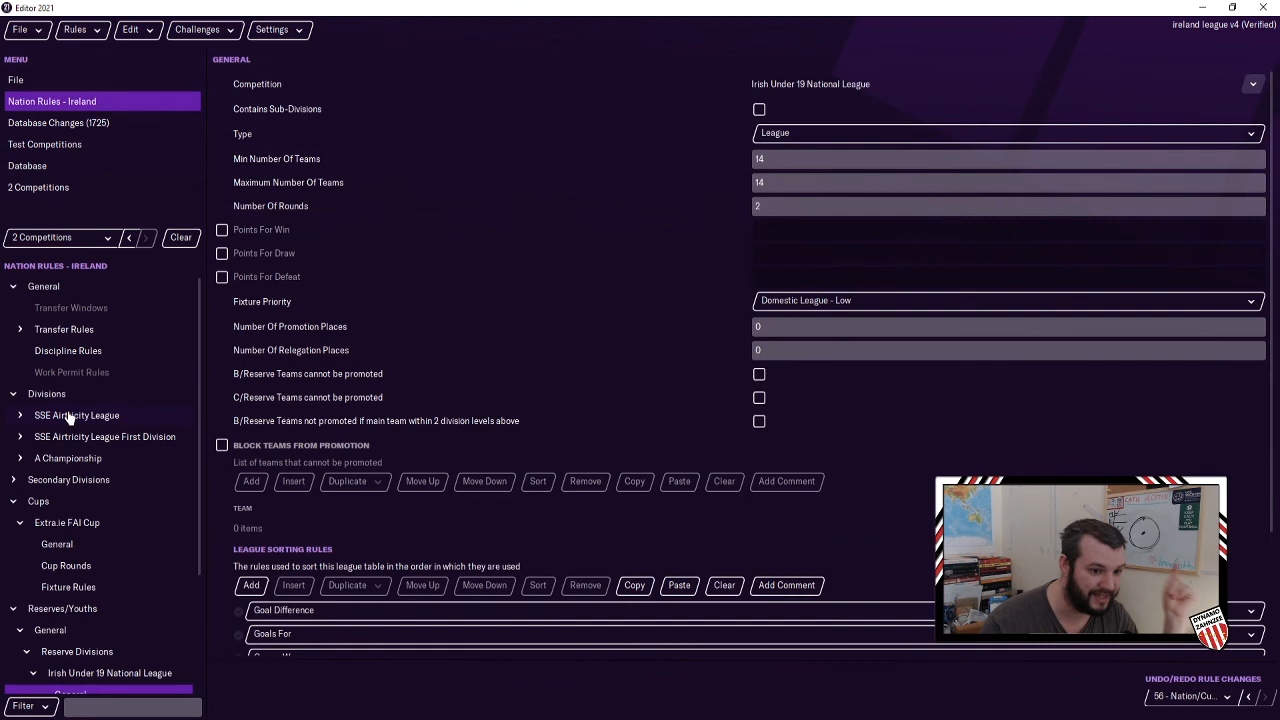 Editor 2021
File
Rules
Edit
Challenges
Settings
ireland league v4 (Verified)
MENU
File
Nation Rules - Ireland
Database Changes (1725)
Test Competitions
Database
2 Competitions
2 Competitions
Clear
NATION RULES - IRELAND
General
Transfer Windows
Transfer Rules
Discipline Rules
Work Permit Rules
Divisions
SSE Airtricity League
SSE Airtricity League First Division
A Championship
Secondary Divisions
Cups
Extra.ie FAI Cup
General
Cup Rounds
Fixture Rules
Reserves/Youths
General
Reserve Divisions
Irish Under 19 National League
General
Filter
GENERAL
Competition
Irish Under 19 National League
Contains Sub-Divisions
Type
League
Min Number Of Teams
14
Maximum Number Of Teams
14
Number Of Rounds
2
Points For Win
Points For Draw
Points For Defeat
Fixture Priority
Domestic League - Low
Number Of Promotion Places
0
Number Of Relegation Places
0
B/Reserve Teams cannot be promoted
C/Reserve Teams cannot be promoted
B/Reserve Teams not promoted if main team within 2 division levels above
BLOCK TEAMS FROM PROMOTION
List of teams that cannot be promoted
Add Insert Duplicate Move Up Move Down Sort Remove Copy Paste Clear Add Comment
TEAM
0 items
LEAGUE SORTING RULES
The rules used to sort this league table in the order in which they are used
Add Insert Duplicate Move Up Move Down Sort Remove Copy Paste Clear Add Comment
Goal Difference
Goals For
DYNAMO
ZAHNZEE
UNDO/REDO RULE CHANGES
56 - Nation/Cu...